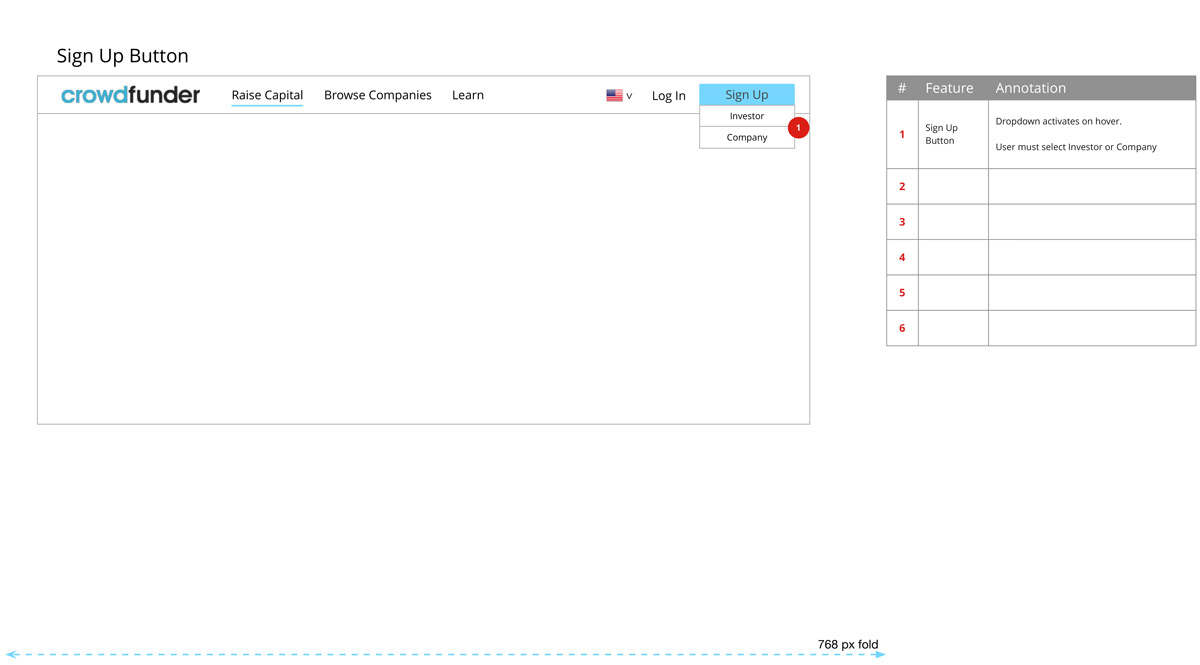 Sign Up Button
crowdfunder Raise Capital Browse Companies Learn v Log In Sign Up
Investor
Company
1
# Feature Annotation
1 Sign Up Button Dropdown activates on hover.
User must select Investor or Company
2
3
4
5
6
768 px fold